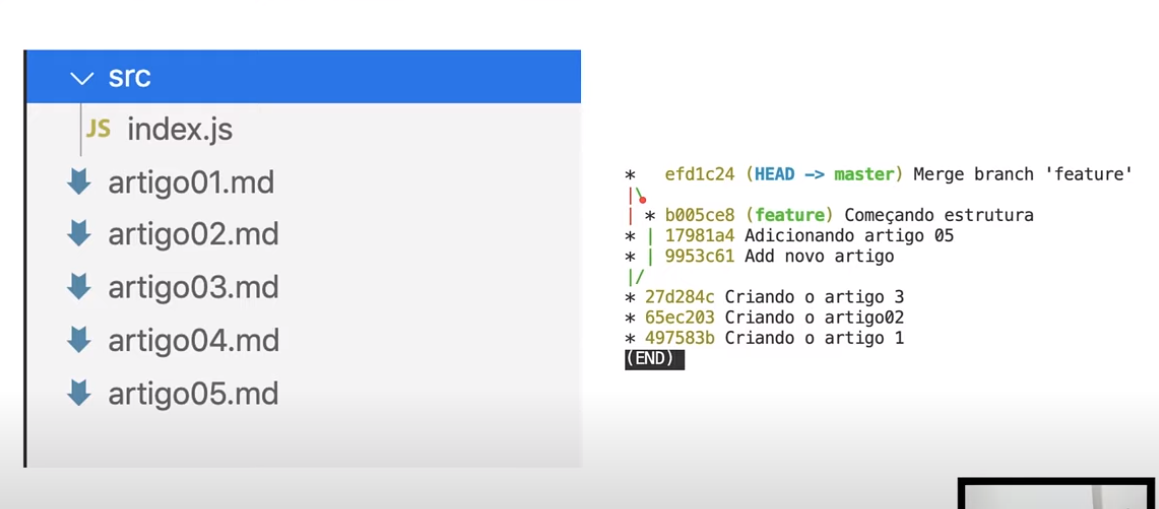 src
JS index.js
artigo01.md
artigo02.md
artigo03.md
artigo04.md
artigo05.md
* efd1c24 (HEAD -> master) Merge branch 'feature'
|\
| * b005ce8 (feature) Começando estrutura
* | 17981a4 Adicionando artigo 05
* | 9953c61 Add novo artigo
|/
* 27d284c Criando o artigo 3
* 65ec203 Criando o artigo02
* 497583b Criando o artigo 1
(END)